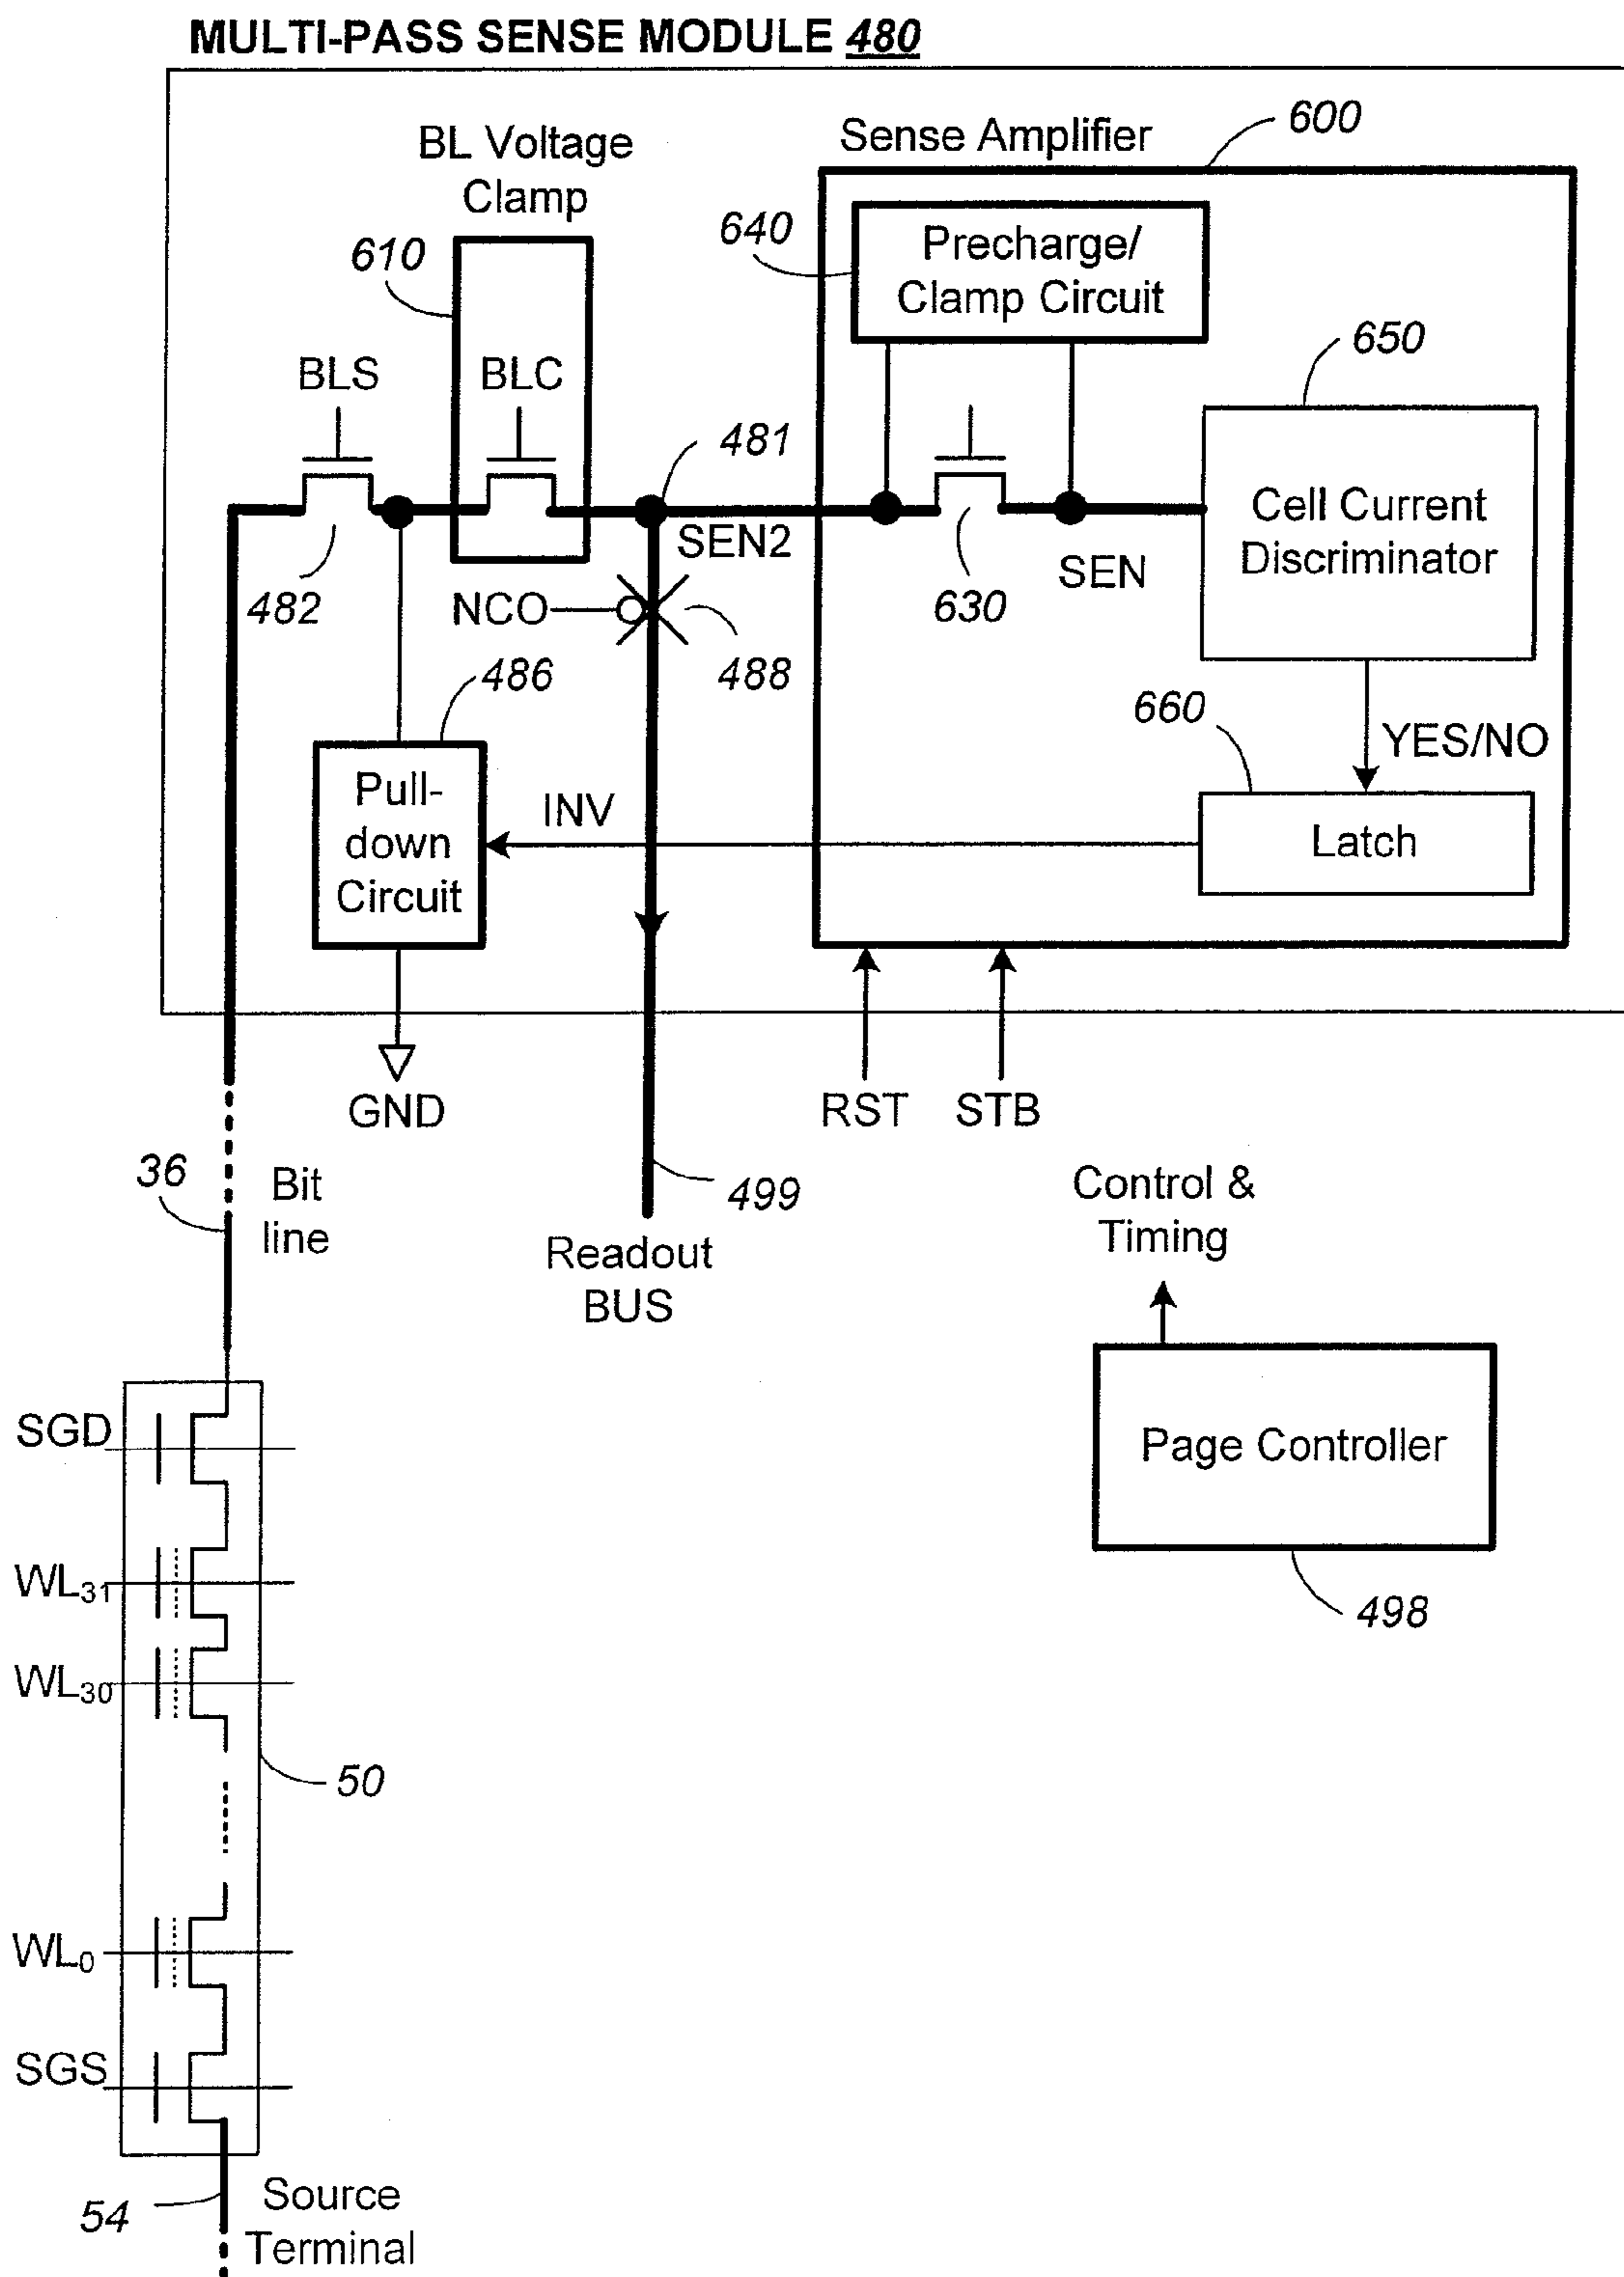 MULTI-PASS SENSE MODULE 480
BL Voltage
Clamp
Sense Amplifier
600
610
640
Precharge/
Clamp Circuit
650
BLS
BLC
481
Cell Current
Discriminator
SEN2
SEN
482
NCO
630
488
486
660
YES/NO
Pull-
down
Circuit
INV
Latch
GND
RST
STB
36
Bit
line
499
Readout
BUS
Control &
Timing
Page Controller
498
SGD
WL31
WL30
50
WL0
SGS
54
Source
Terminal